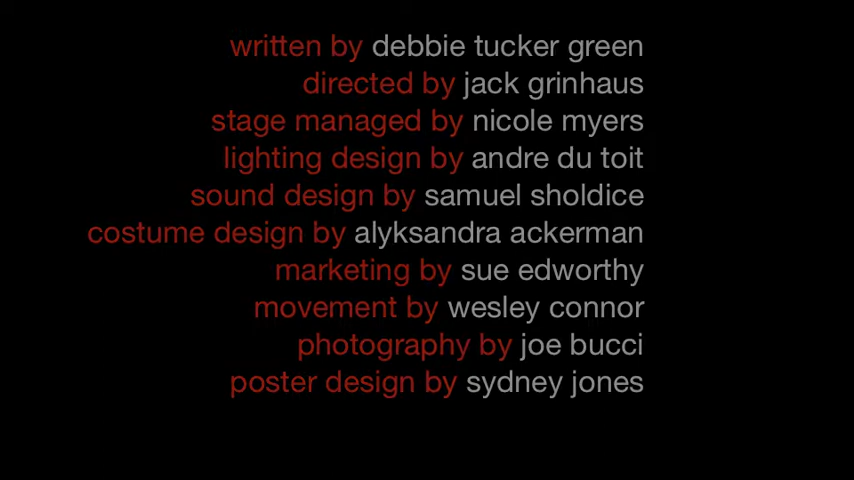 written by debbie tucker green
directed by jack grinhaus
stage managed by nicole myers
lighting design by andre du toit
sound design by samuel sholdice
costume design by alyksandra ackerman
marketing by sue edworthy
movement by wesley connor
photography by joe bucci
poster design by sydney jones